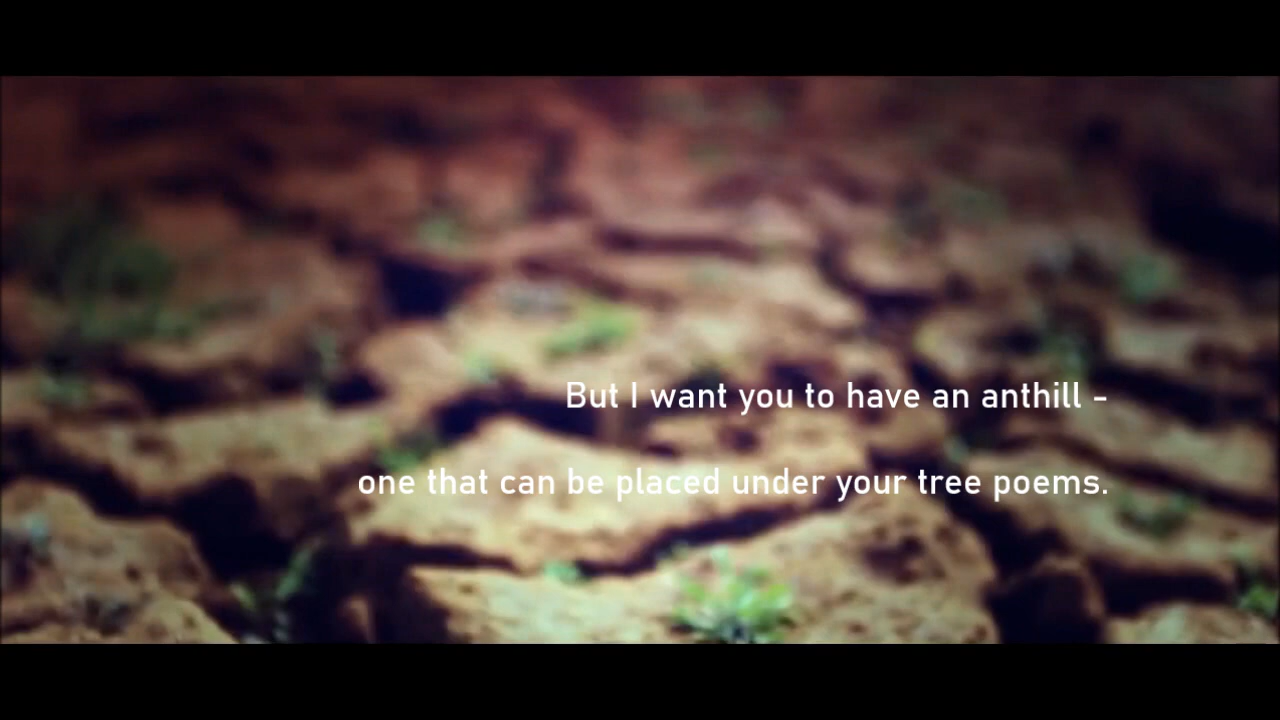 But I want you to have an anthill -
one that can be placed under your tree poems.